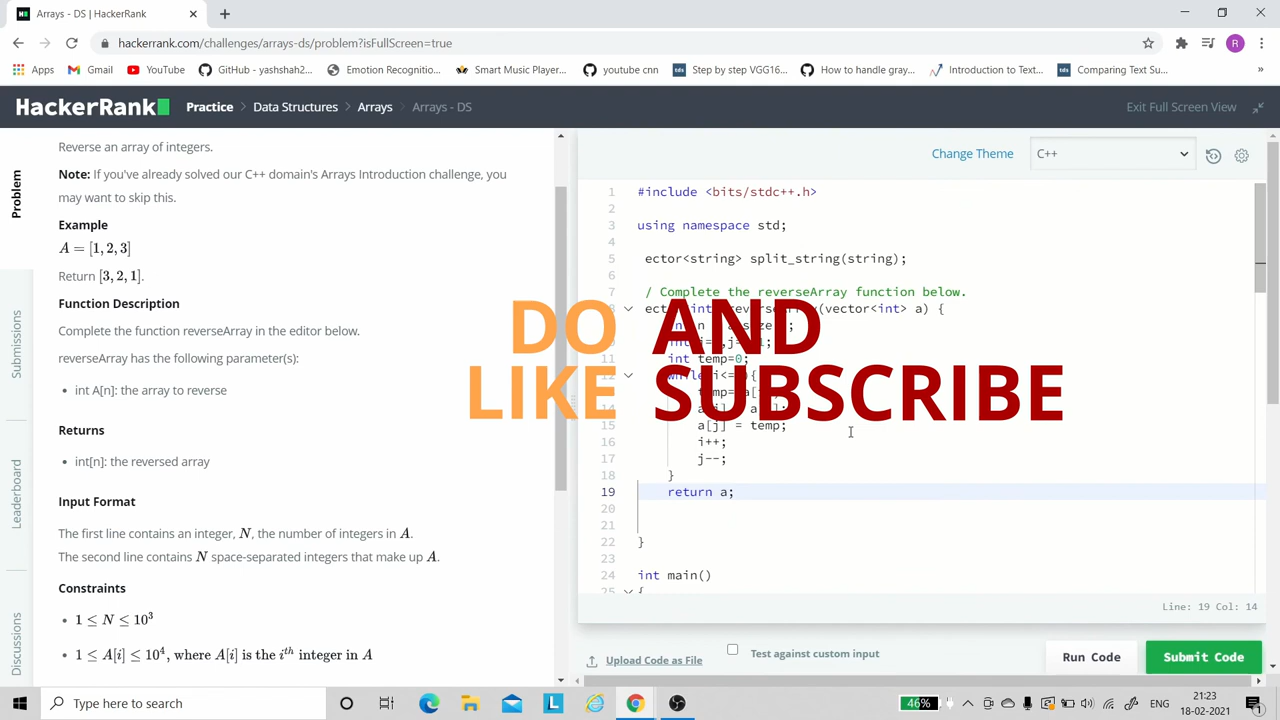 Arrays - DS | HackerRank
hackerrank.com/challenges/arrays-ds/problem?isFullScreen=true
R
Apps Gmail YouTube GitHub - yashshah2... Emotion Recognitio... Smart Music Player... youtube cnn Step by step VGG16... How to handle gray... Introduction to Text... Comparing Text Su... »
HackerRank Practice > Data Structures > Arrays > Arrays - DS Exit Full Screen View
Problem
Submissions
Leaderboard
Discussions
Reverse an array of integers.
Note: If you've already solved our C++ domain's Arrays Introduction challenge, you
may want to skip this.
Example
A = [1, 2, 3]
Return [3, 2, 1].
Function Description
Complete the function reverseArray in the editor below.
reverseArray has the following parameter(s):
• int A[n]: the array to reverse
Returns
• int[n]: the reversed array
Input Format
The first line contains an integer, N, the number of integers in A.
The second line contains N space-separated integers that make up A.
Constraints
• 1 ≤ N ≤ 10³
• 1 ≤ A[i] ≤ 10⁴, where A[i] is the iᵗʰ integer in A
Change Theme C++
1 #include <bits/stdc++.h>
2
3 using namespace std;
4
5 ector<string> split_string(string);
6
7 / Complete the reverseArray function below.
8 (vector<int> a) {
11 int temp=0;
15 a[j] = temp;
16 i++;
17 j--;
18 }
19 return a;
20
21
22 }
23
24 int main()
25 {
DO AND
LIKE SUBSCRIBE
Line: 19 Col: 14
Upload Code as File Test against custom input Run Code Submit Code
Type here to search
46%
ENG
21:23
18-02-2021
1